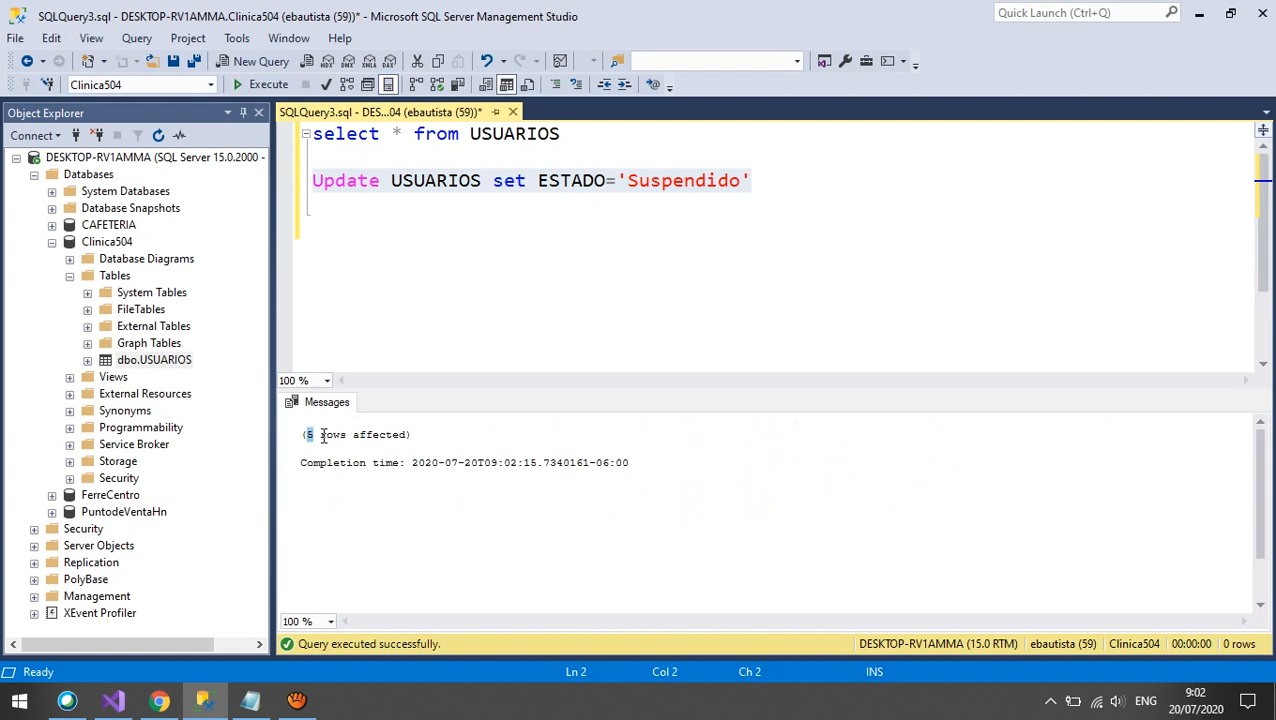 SQLQuery3.sql - DESKTOP-RV1AMMA.Clinica504 (ebautista (59))* - Microsoft SQL Server Management Studio
Quick Launch (Ctrl+Q)
File Edit View Query Project Tools Window Help
New Query
MDX DMX XMLA DAX
Clinica504
Execute
Object Explorer
SQLQuery3.sql - DES...04 (ebautista (59))*
Connect
DESKTOP-RV1AMMA (SQL Server 15.0.2000 -
Databases
System Databases
Database Snapshots
CAFETERIA
Clinica504
Database Diagrams
Tables
System Tables
FileTables
External Tables
Graph Tables
dbo.USUARIOS
Views
External Resources
Synonyms
Programmability
Service Broker
Storage
Security
FerreCentro
PuntodeVentaHn
Security
Server Objects
Replication
PolyBase
Management
XEvent Profiler
select * from USUARIOS
Update USUARIOS set ESTADO='Suspendido'
100 %
Messages
(5 rows affected)
Completion time: 2020-07-20T09:02:15.7340161-06:00
100 %
Query executed successfully.
DESKTOP-RV1AMMA (15.0 RTM) ebautista (59) Clinica504 00:00:00 0 rows
Ready Ln 2 Col 2 Ch 2 INS
ENG
9:02
20/07/2020